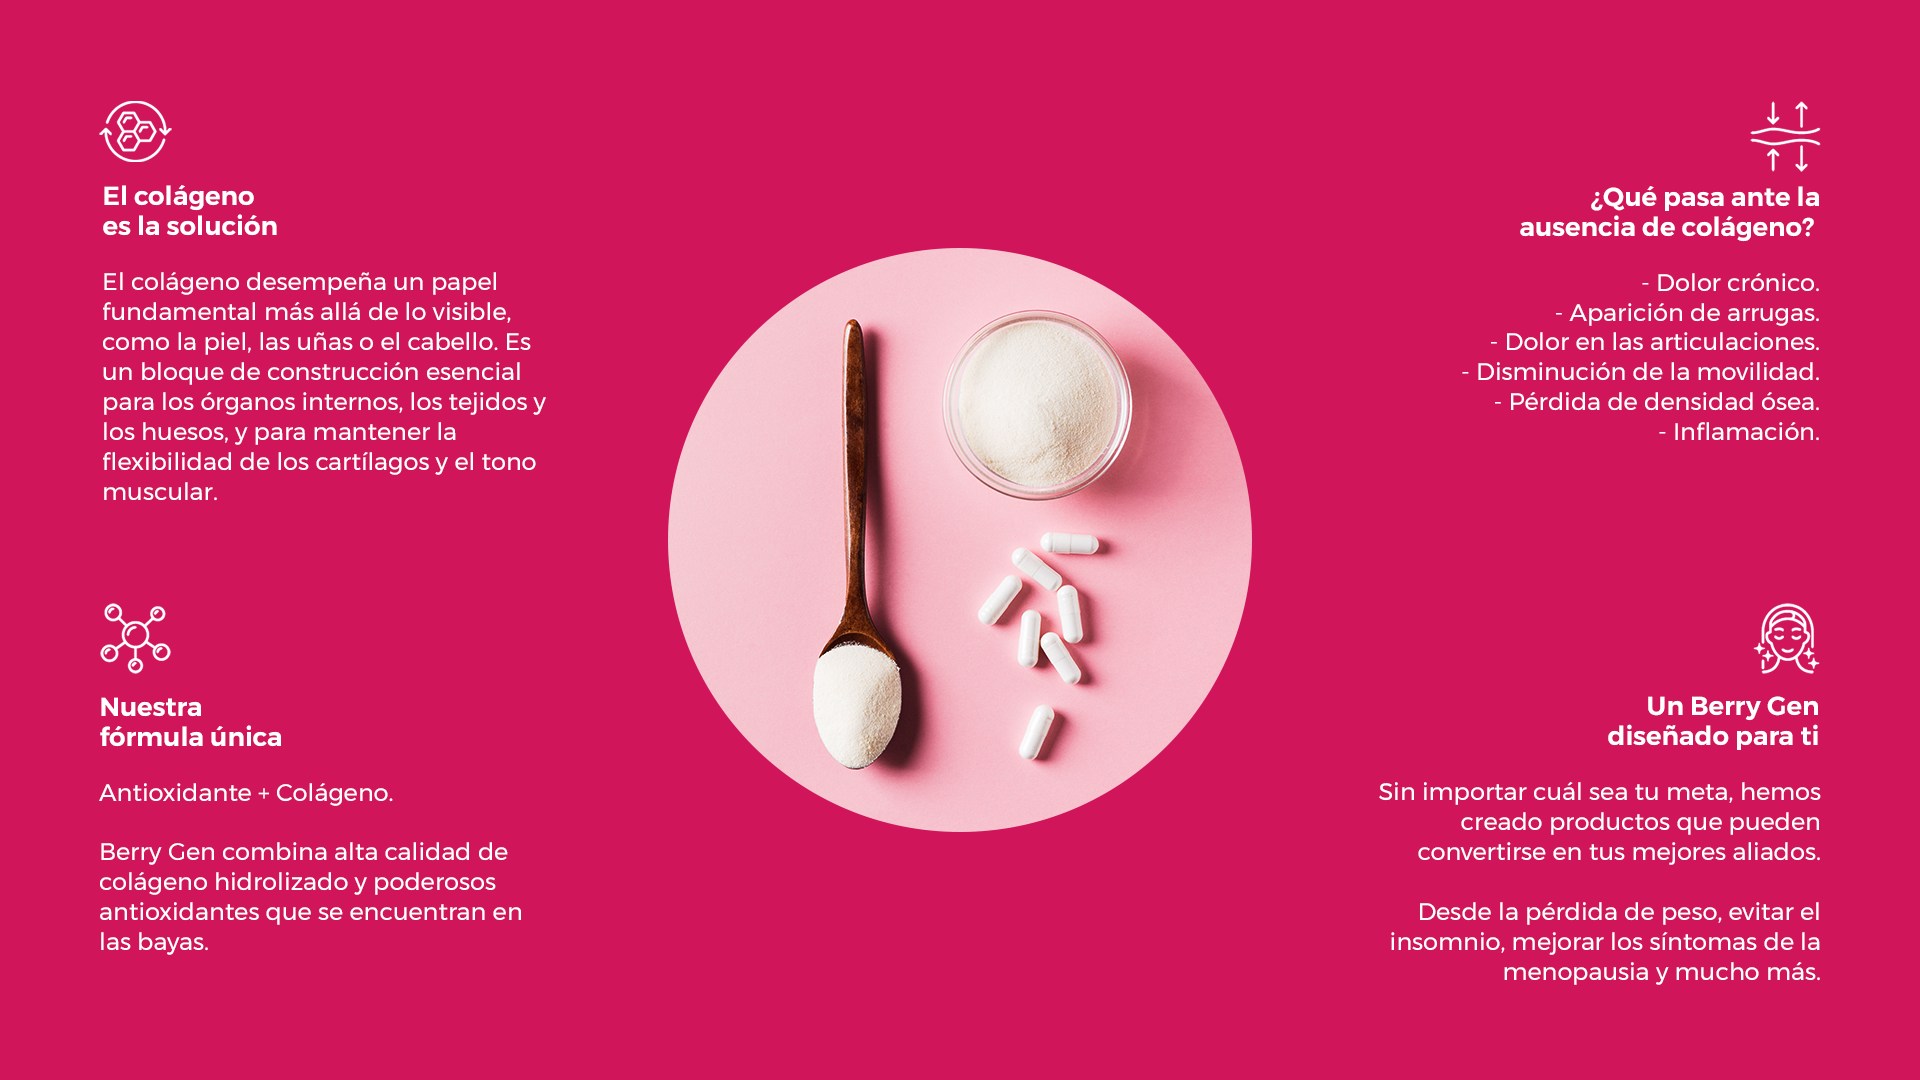 El colágeno
es la solución
El colágeno desempeña un papel
fundamental más allá de lo visible,
como la piel, las uñas o el cabello. Es
un bloque de construcción esencial
para los órganos internos, los tejidos y
los huesos, y para mantener la
flexibilidad de los cartílagos y el tono
muscular.
¿Qué pasa ante la
ausencia de colágeno?
- Dolor crónico.
- Aparición de arrugas.
- Dolor en las articulaciones.
- Disminución de la movilidad.
- Pérdida de densidad ósea.
- Inflamación.
Nuestra
fórmula única
Antioxidante + Colágeno.
Berry Gen combina alta calidad de
colágeno hidrolizado y poderosos
antioxidantes que se encuentran en
las bayas.
Un Berry Gen
diseñado para ti
Sin importar cuál sea tu meta, hemos
creado productos que pueden
convertirse en tus mejores aliados.
Desde la pérdida de peso, evitar el
insomnio, mejorar los síntomas de la
menopausia y mucho más.